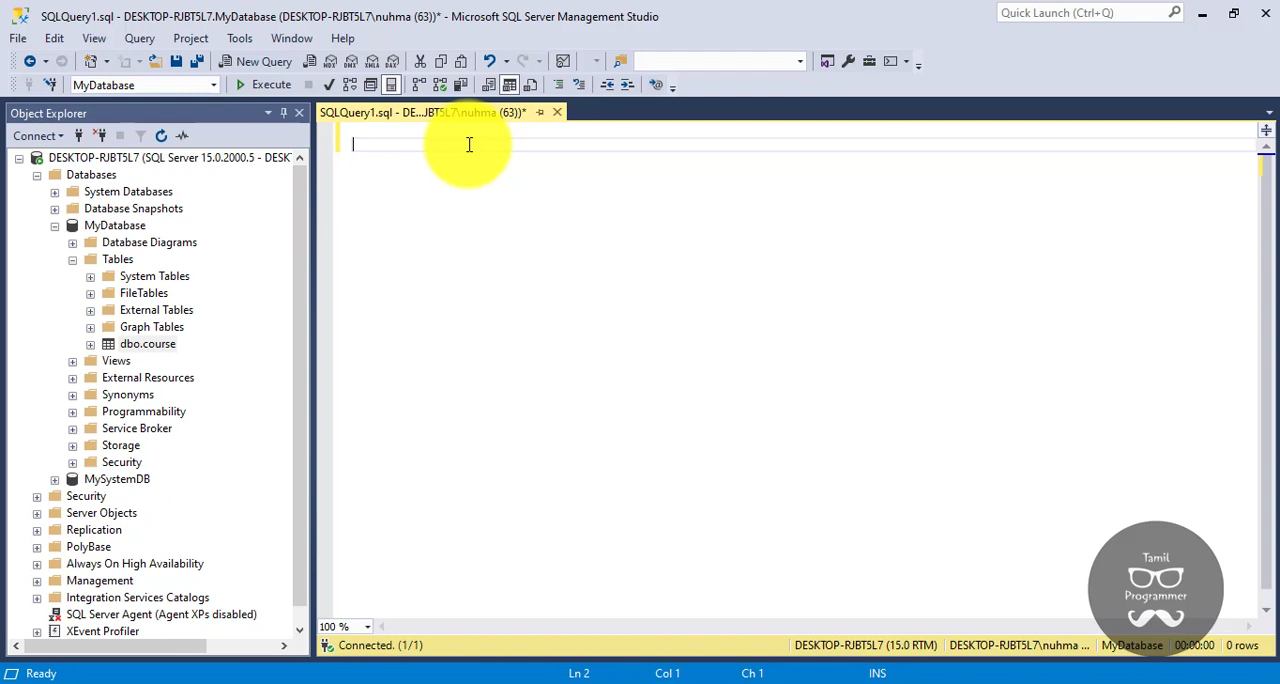 SQLQuery1.sql - DESKTOP-RJBT5L7.MyDatabase (DESKTOP-RJBT5L7\nuhma (63))* - Microsoft SQL Server Management Studio
Quick Launch (Ctrl+Q)
File Edit View Query Project Tools Window Help
New Query
MDX DMX XMLA DAX
MyDatabase Execute
Object Explorer
SQLQuery1.sql - DE...JBT5L7\nuhma (63))*
Connect
DESKTOP-RJBT5L7 (SQL Server 15.0.2000.5 - DESKT
Databases
System Databases
Database Snapshots
MyDatabase
Database Diagrams
Tables
System Tables
FileTables
External Tables
Graph Tables
dbo.course
Views
External Resources
Synonyms
Programmability
Service Broker
Storage
Security
MySystemDB
Security
Server Objects
Replication
PolyBase
Always On High Availability
Management
Integration Services Catalogs
SQL Server Agent (Agent XPs disabled)
XEvent Profiler
Tamil
Programmer
100 %
Connected. (1/1)
DESKTOP-RJBT5L7 (15.0 RTM) DESKTOP-RJBT5L7\nuhma ... MyDatabase 00:00:00 0 rows
Ready Ln 2 Col 1 Ch 1 INS